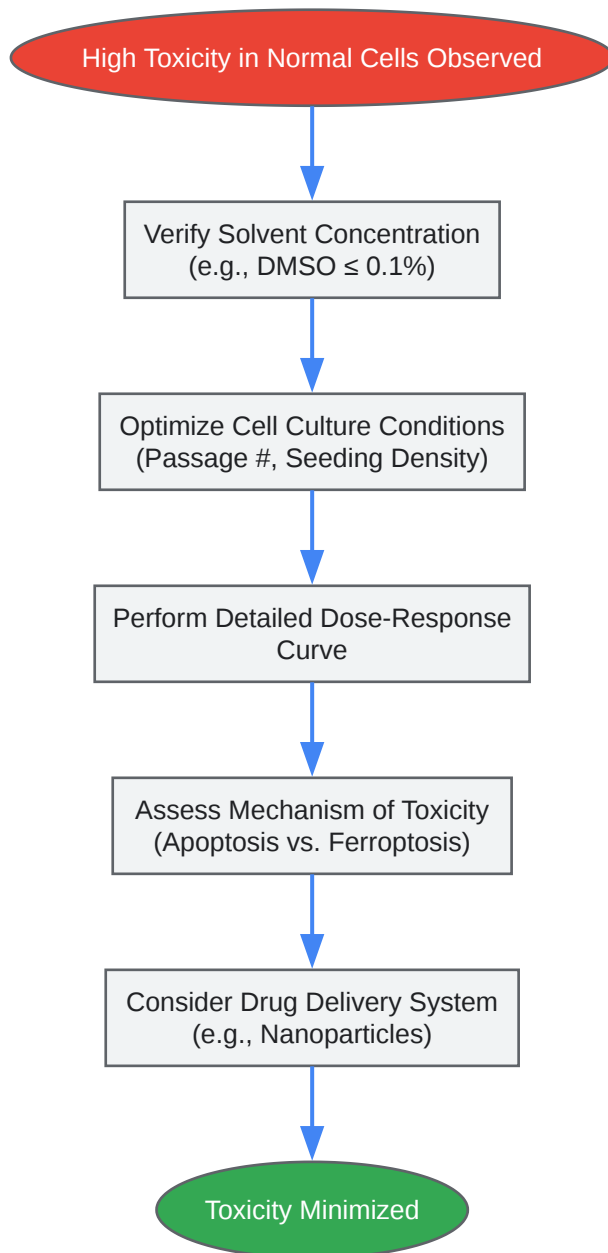 High Toxicity in Normal Cells Observed
Verify Solvent Concentration
(e.g., DMSO ≤ 0.1%)
Optimize Cell Culture Conditions
(Passage #, Seeding Density)
Perform Detailed Dose-Response
Curve
Assess Mechanism of Toxicity
(Apoptosis vs. Ferroptosis)
Consider Drug Delivery System
(e.g., Nanoparticles)
Toxicity Minimized